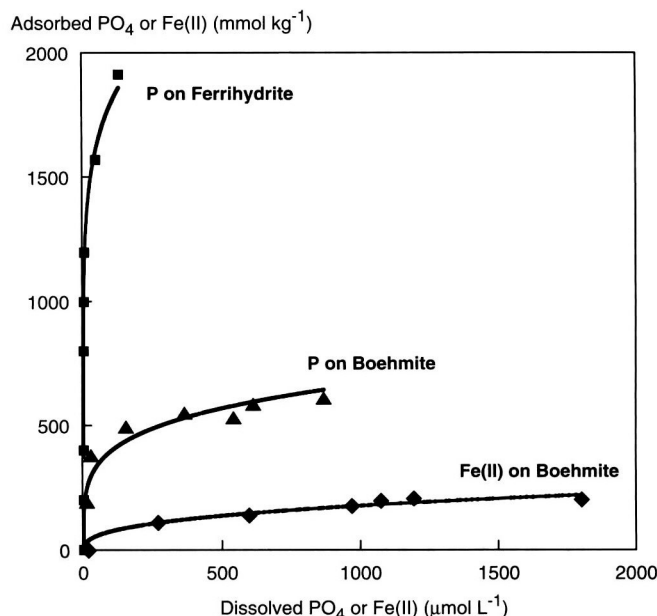 Adsorbed PO4 or Fe(II) (mmol kg⁻¹)
2000
P on Ferrihydrite
1500
1000
P on Boehmite
500
Fe(II) on Boehmite
0
0 500 1000 1500 2000
Dissolved PO4 or Fe(II) (μmol L⁻¹)